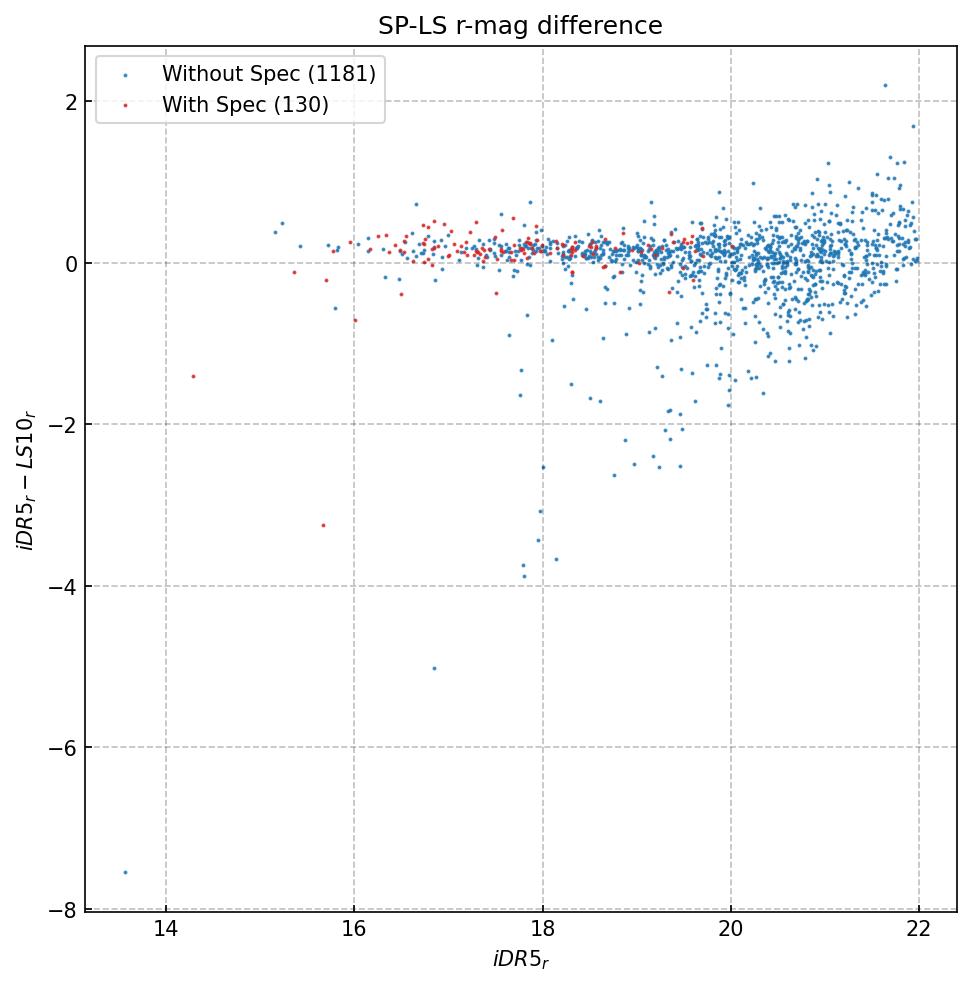 SP-LS r-mag difference
Without Spec (1181)
With Spec (130)
2
0
−2
−4
−6
−8
iDR5r − LS10r
14 16 18 20 22
iDR5r